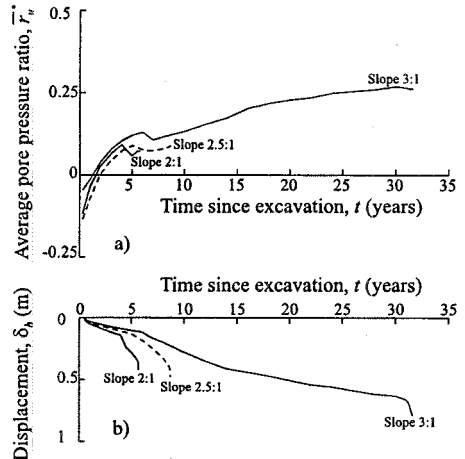 Average pore pressure ratio, r̄*ᵤ
0.5
0.25
0
-0.25
Slope 3:1
Slope 2.5:1
Slope 2:1
5 10 15 20 25 30 35
Time since excavation, t (years)
a)
Time since excavation, t (years)
0 5 10 15 20 25 30 35
Displacement, δₕ (m)
0
0.5
1
Slope 2:1
Slope 2.5:1
Slope 3:1
b)